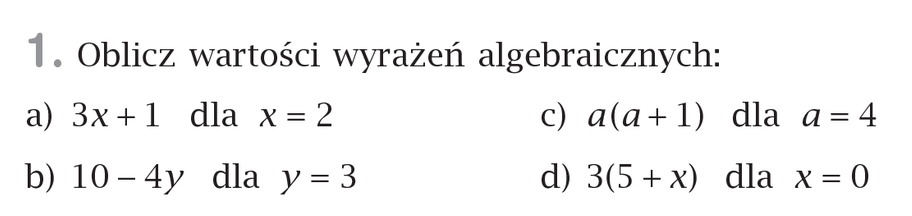 1. Oblicz wartości wyrażeń algebraicznych:
a) 3x + 1 dla x = 2 c) a(a + 1) dla a = 4
b) 10 – 4y dla y = 3 d) 3(5 + x) dla x = 0